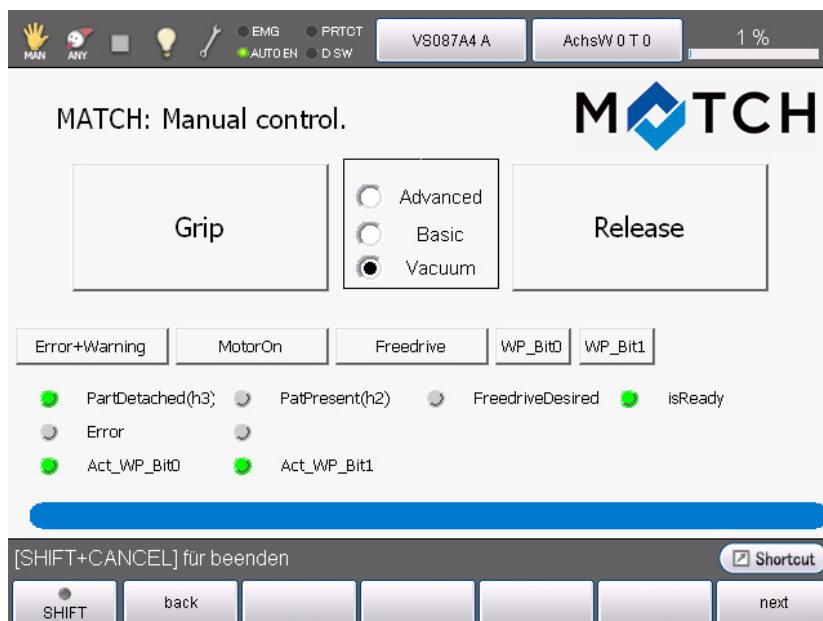 MAN ANY EMG PRTCT
AUTO EN D SW
VS087A4 A AchsW 0 T 0 1 %
MATCH: Manual control. MATCH
Grip
Advanced
Basic
Vacuum
Release
Error+Warning MotorOn Freedrive WP_Bit0 WP_Bit1
PartDetached(h3) PatPresent(h2) FreedriveDesired isReady
Error
Act_WP_Bit0 Act_WP_Bit1
[SHIFT+CANCEL] für beenden Shortcut
SHIFT back next